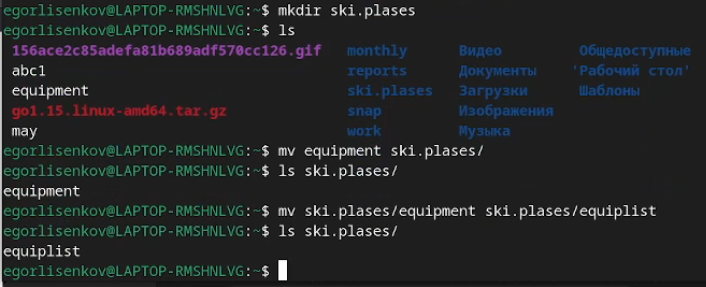 egorlisenkov@LAPTOP-RMSHNLVG:~$ mkdir ski.plases
egorlisenkov@LAPTOP-RMSHNLVG:~$ ls
156ace2c85adefa81b689adf570cc126.gif monthly Видео Общедоступные
abc1 reports Документы 'Рабочий стол'
equipment ski.plases Загрузки Шаблоны
go1.15.linux-amd64.tar.gz snap Изображения
may work Музыка
egorlisenkov@LAPTOP-RMSHNLVG:~$ mv equipment ski.plases/
egorlisenkov@LAPTOP-RMSHNLVG:~$ ls ski.plases/
equipment
egorlisenkov@LAPTOP-RMSHNLVG:~$ mv ski.plases/equipment ski.plases/equiplist
egorlisenkov@LAPTOP-RMSHNLVG:~$ ls ski.plases/
equiplist
egorlisenkov@LAPTOP-RMSHNLVG:~$